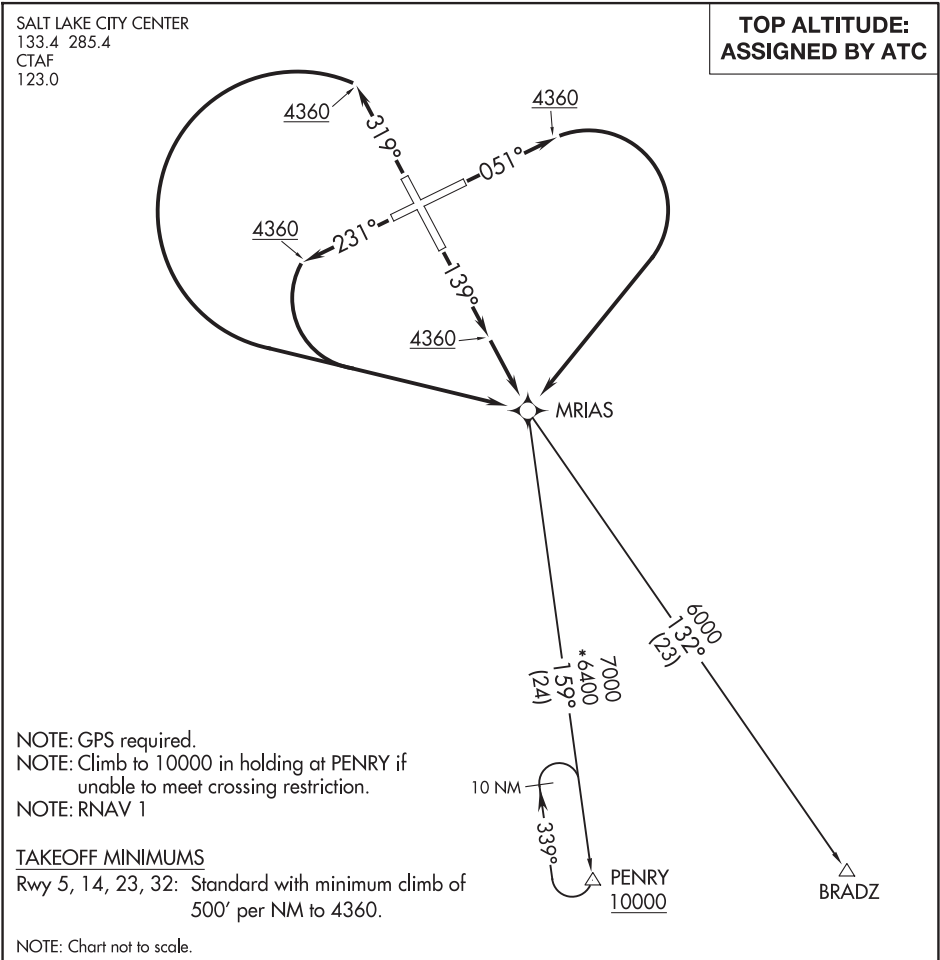 SALT LAKE CITY CENTER
133.4 285.4
CTAF
123.0
TOP ALTITUDE:
ASSIGNED BY ATC
4360
319°
4360
051°
4360
231°
139°
4360
MRIAS
7000
*6400
159°
(24)
6000
132°
(23)
NOTE: GPS required.
NOTE: Climb to 10000 in holding at PENRY if
unable to meet crossing restriction.
NOTE: RNAV 1
10 NM
339°
PENRY
10000
BRADZ
TAKEOFF MINIMUMS
Rwy 5, 14, 23, 32: Standard with minimum climb of
500' per NM to 4360.
NOTE: Chart not to scale.